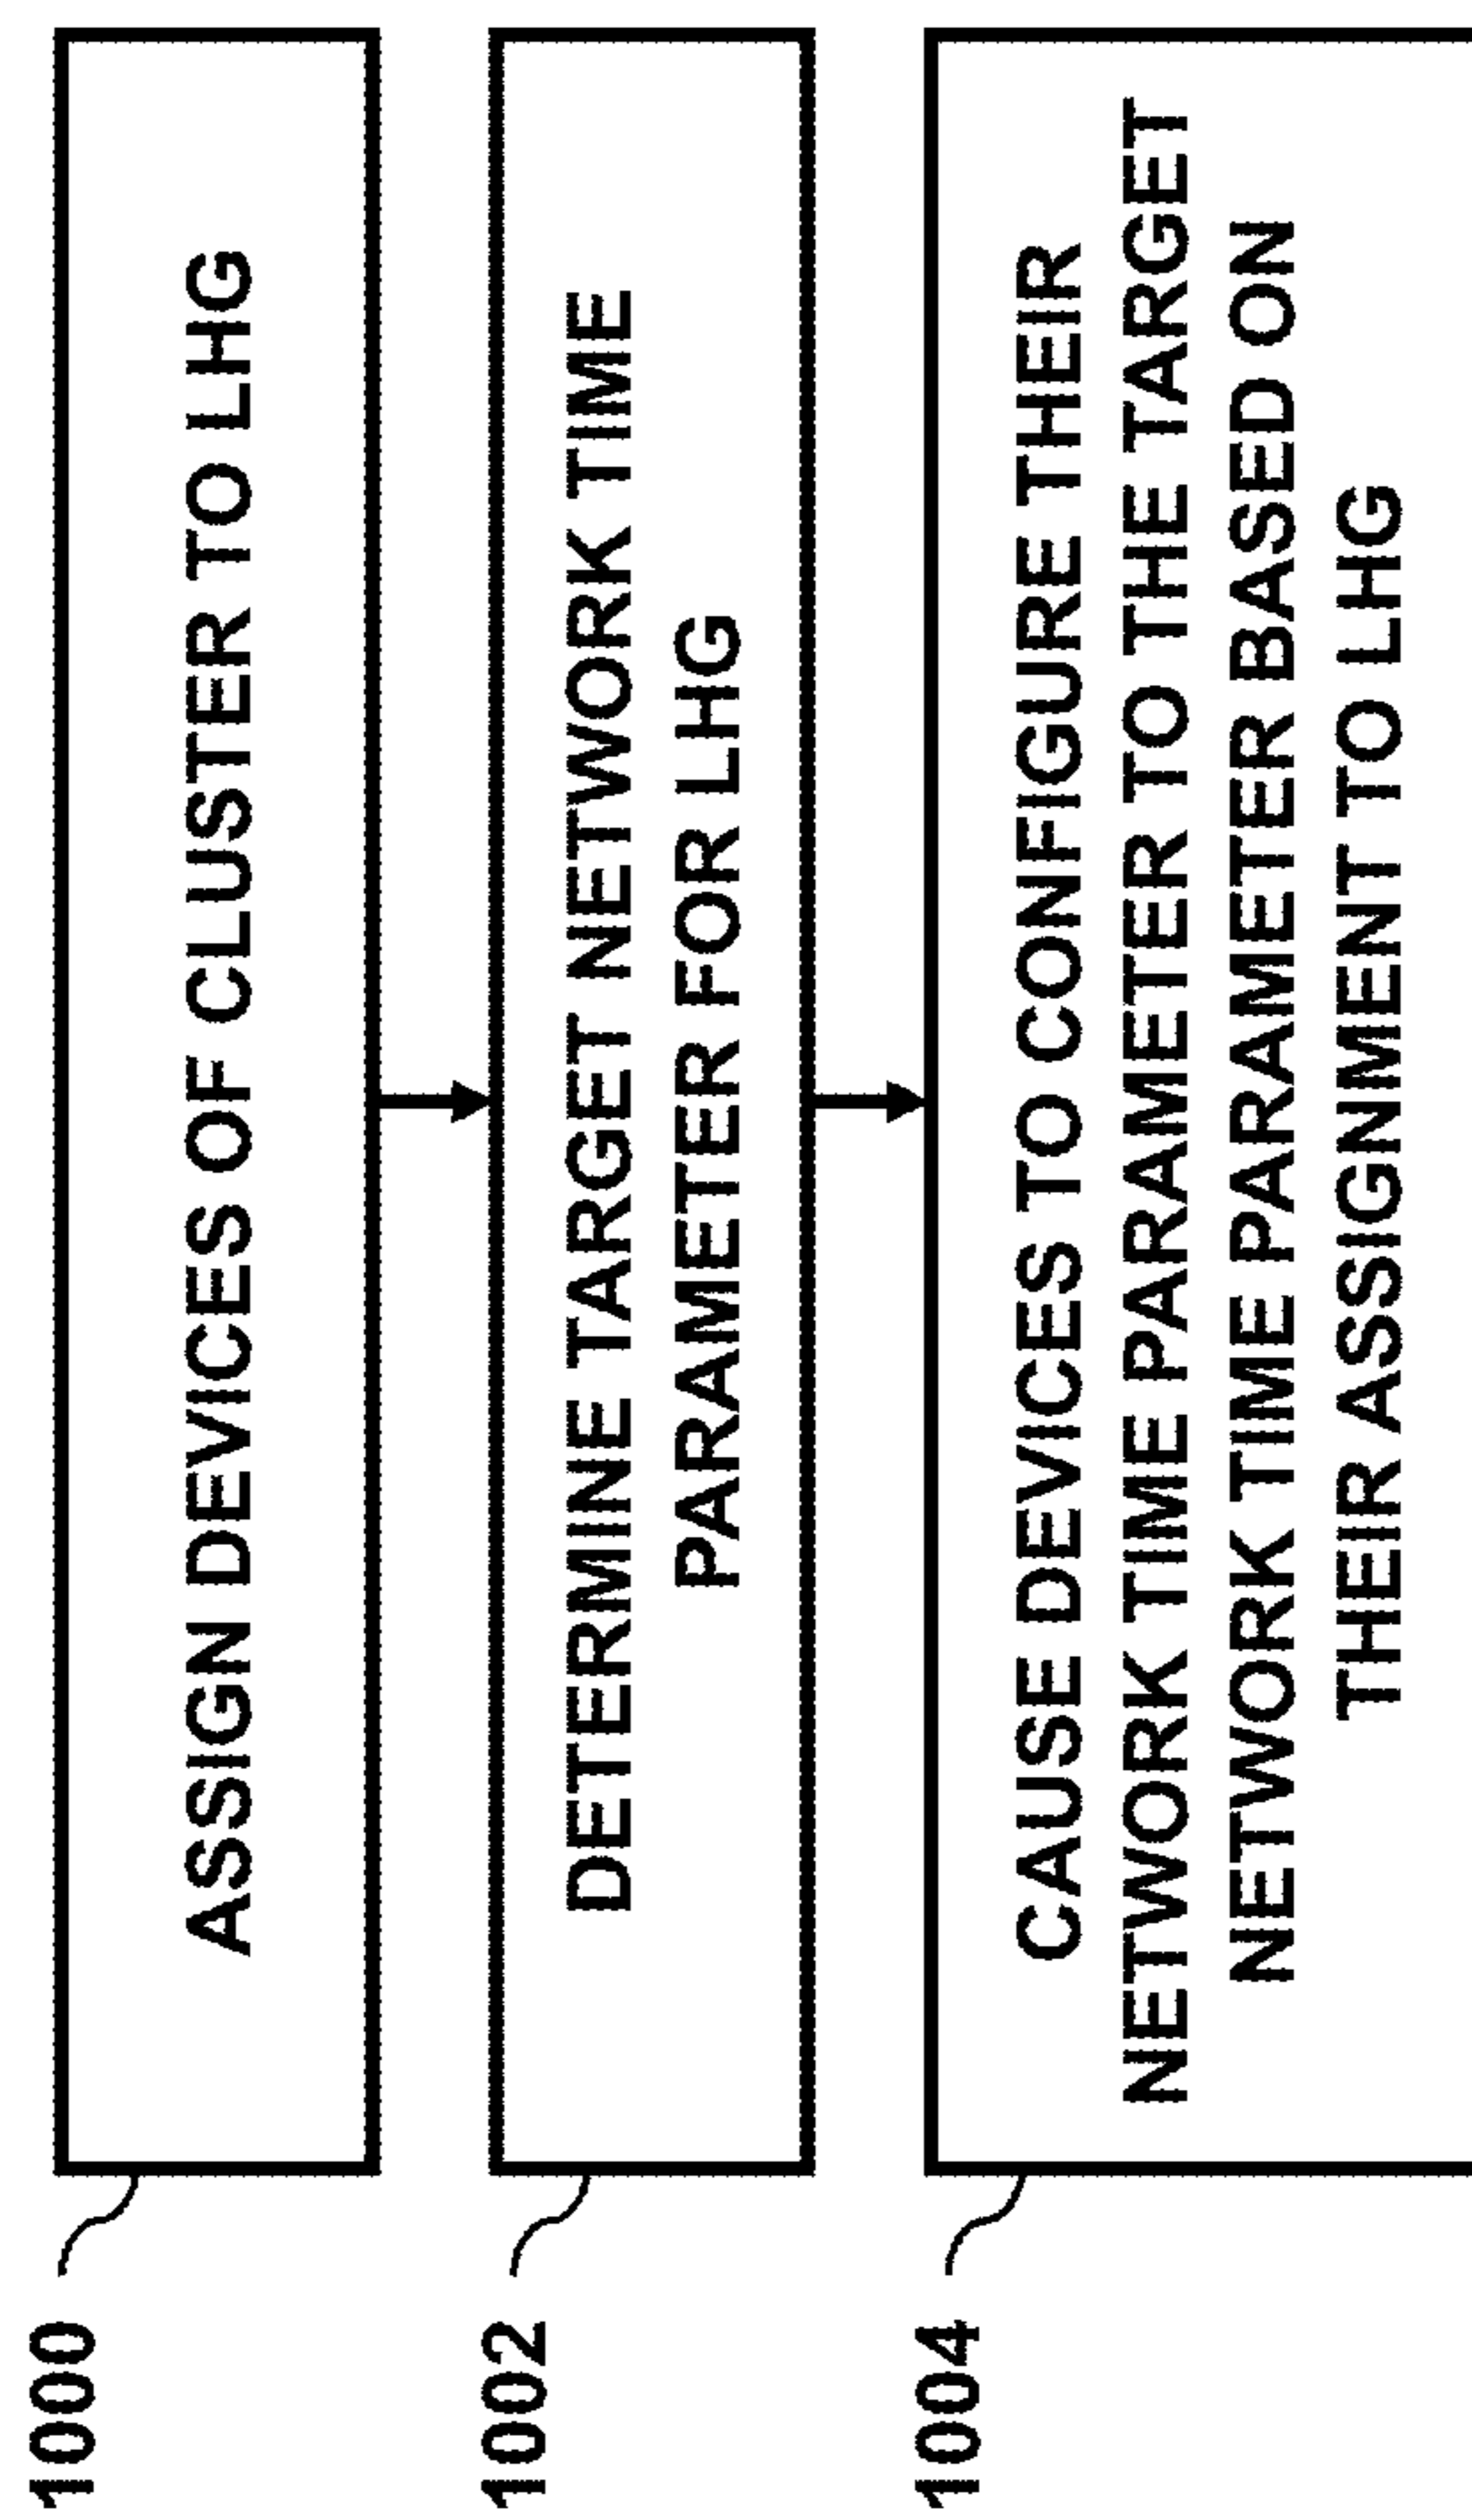 1000
ASSIGN DEVICES OF CLUSTER TO LHG
1002
DETERMINE TARGET NETWORK TIME
PARAMETER FOR LHG
1004
CAUSE DEVICES TO CONFIGURE THEIR
NETWORK TIME PARAMETER TO THE TARGET
NETWORK TIME PARAMETER BASED ON
THEIR ASSIGNMENT TO LHG